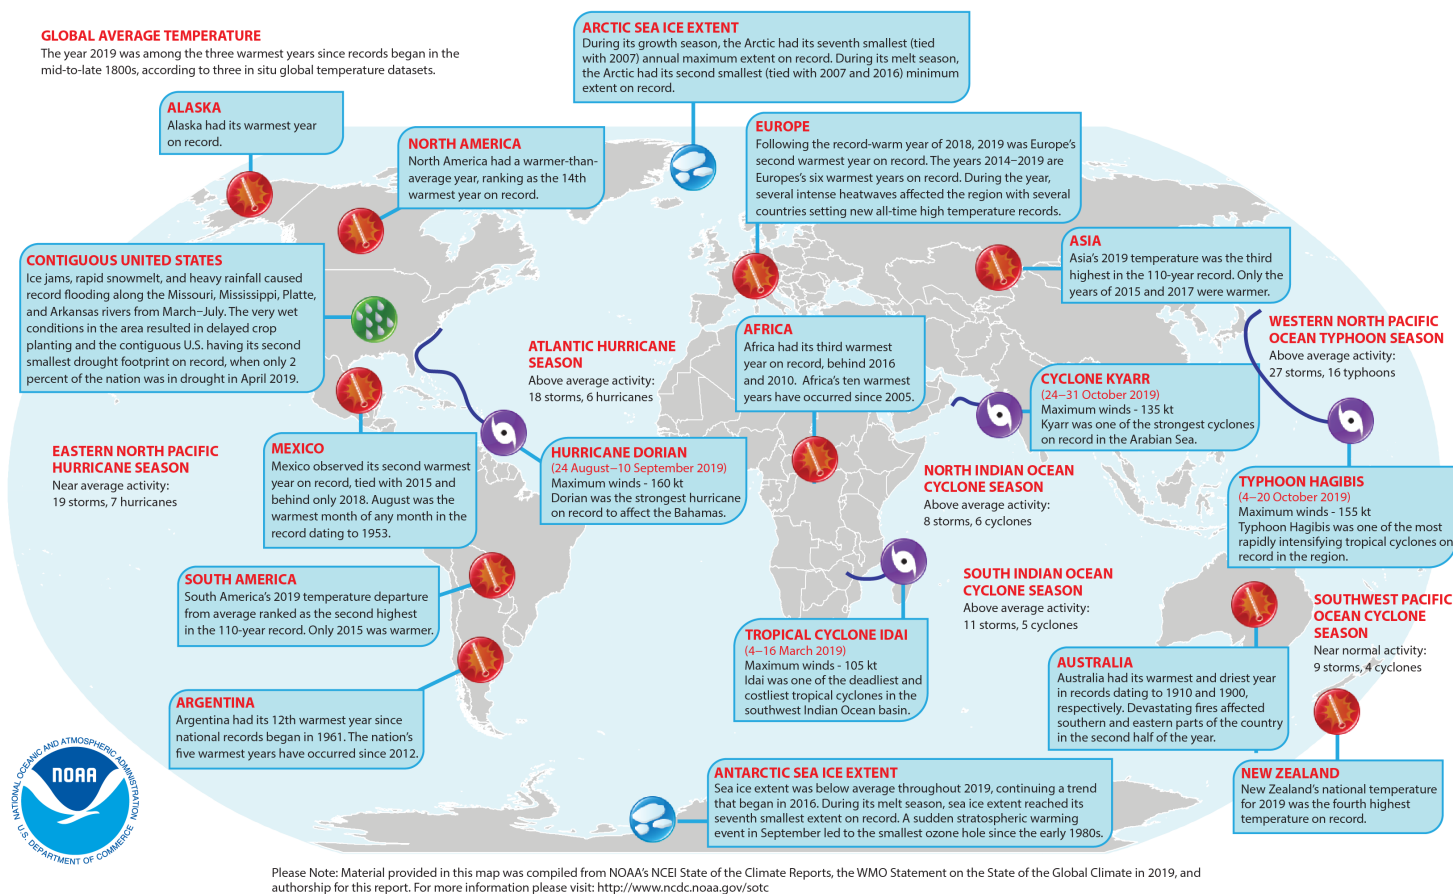 GLOBAL AVERAGE TEMPERATURE
The year 2019 was among the three warmest years since records began in the
mid-to-late 1800s, according to three in situ global temperature datasets.
ARCTIC SEA ICE EXTENT
During its growth season, the Arctic had its seventh smallest (tied
with 2007) annual maximum extent on record. During its melt season,
the Arctic had its second smallest (tied with 2007 and 2016) minimum
extent on record.
ALASKA
Alaska had its warmest year
on record.
NORTH AMERICA
North America had a warmer-than-
average year, ranking as the 14th
warmest year on record.
EUROPE
Following the record-warm year of 2018, 2019 was Europe's
second warmest year on record. The years 2014–2019 are
Europes's six warmest years on record. During the year,
several intense heatwaves affected the region with several
countries setting new all-time high temperature records.
ASIA
Asia's 2019 temperature was the third
highest in the 110-year record. Only the
years of 2015 and 2017 were warmer.
CONTIGUOUS UNITED STATES
Ice jams, rapid snowmelt, and heavy rainfall caused
record flooding along the Missouri, Mississippi, Platte,
and Arkansas rivers from March–July. The very wet
conditions in the area resulted in delayed crop
planting and the contiguous U.S. having its second
smallest drought footprint on record, when only 2
percent of the nation was in drought in April 2019.
ATLANTIC HURRICANE
SEASON
Above average activity:
18 storms, 6 hurricanes
AFRICA
Africa had its third warmest
year on record, behind 2016
and 2010. Africa's ten warmest
years have occurred since 2005.
WESTERN NORTH PACIFIC
OCEAN TYPHOON SEASON
Above average activity:
27 storms, 16 typhoons
CYCLONE KYARR
(24–31 October 2019)
Maximum winds - 135 kt
Kyarr was one of the strongest cyclones
on record in the Arabian Sea.
EASTERN NORTH PACIFIC
HURRICANE SEASON
Near average activity:
19 storms, 7 hurricanes
MEXICO
Mexico observed its second warmest
year on record, tied with 2015 and
behind only 2018. August was the
warmest month of any month in the
record dating to 1953.
HURRICANE DORIAN
(24 August–10 September 2019)
Maximum winds - 160 kt
Dorian was the strongest hurricane
on record to affect the Bahamas.
NORTH INDIAN OCEAN
CYCLONE SEASON
Above average activity:
8 storms, 6 cyclones
TYPHOON HAGIBIS
(4–20 October 2019)
Maximum winds - 155 kt
Typhoon Hagibis was one of the most
rapidly intensifying tropical cyclones on
record in the region.
SOUTH AMERICA
South America's 2019 temperature departure
from average ranked as the second highest
in the 110-year record. Only 2015 was warmer.
SOUTH INDIAN OCEAN
CYCLONE SEASON
Above average activity:
11 storms, 5 cyclones
SOUTHWEST PACIFIC
OCEAN CYCLONE
SEASON
Near normal activity:
9 storms, 4 cyclones
TROPICAL CYCLONE IDAI
(4–16 March 2019)
Maximum winds - 105 kt
Idai was one of the deadliest and
costliest tropical cyclones in the
southwest Indian Ocean basin.
AUSTRALIA
Australia had its warmest and driest year
in records dating to 1910 and 1900,
respectively. Devastating fires affected
southern and eastern parts of the country
in the second half of the year.
ARGENTINA
Argentina had its 12th warmest year since
national records began in 1961. The nation's
five warmest years have occurred since 2012.
ANTARCTIC SEA ICE EXTENT
Sea ice extent was below average throughout 2019, continuing a trend
that began in 2016. During its melt season, sea ice extent reached its
seventh smallest extent on record. A sudden stratospheric warming
event in September led to the smallest ozone hole since the early 1980s.
NEW ZEALAND
New Zealand's national temperature
for 2019 was the fourth highest
temperature on record.
NATIONAL OCEANIC AND ATMOSPHERIC ADMINISTRATION
NOAA
U.S. DEPARTMENT OF COMMERCE
Please Note: Material provided in this map was compiled from NOAA's NCEI State of the Climate Reports, the WMO Statement on the State of the Global Climate in 2019, and
authorship for this report. For more information please visit: http://www.ncdc.noaa.gov/sotc